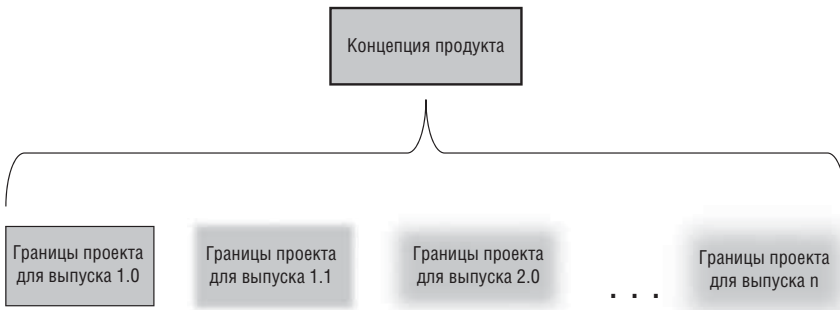 Концепция продукта
Границы проекта
для выпуска 1.0
Границы проекта
для выпуска 1.1
Границы проекта
для выпуска 2.0
. . .
Границы проекта
для выпуска n